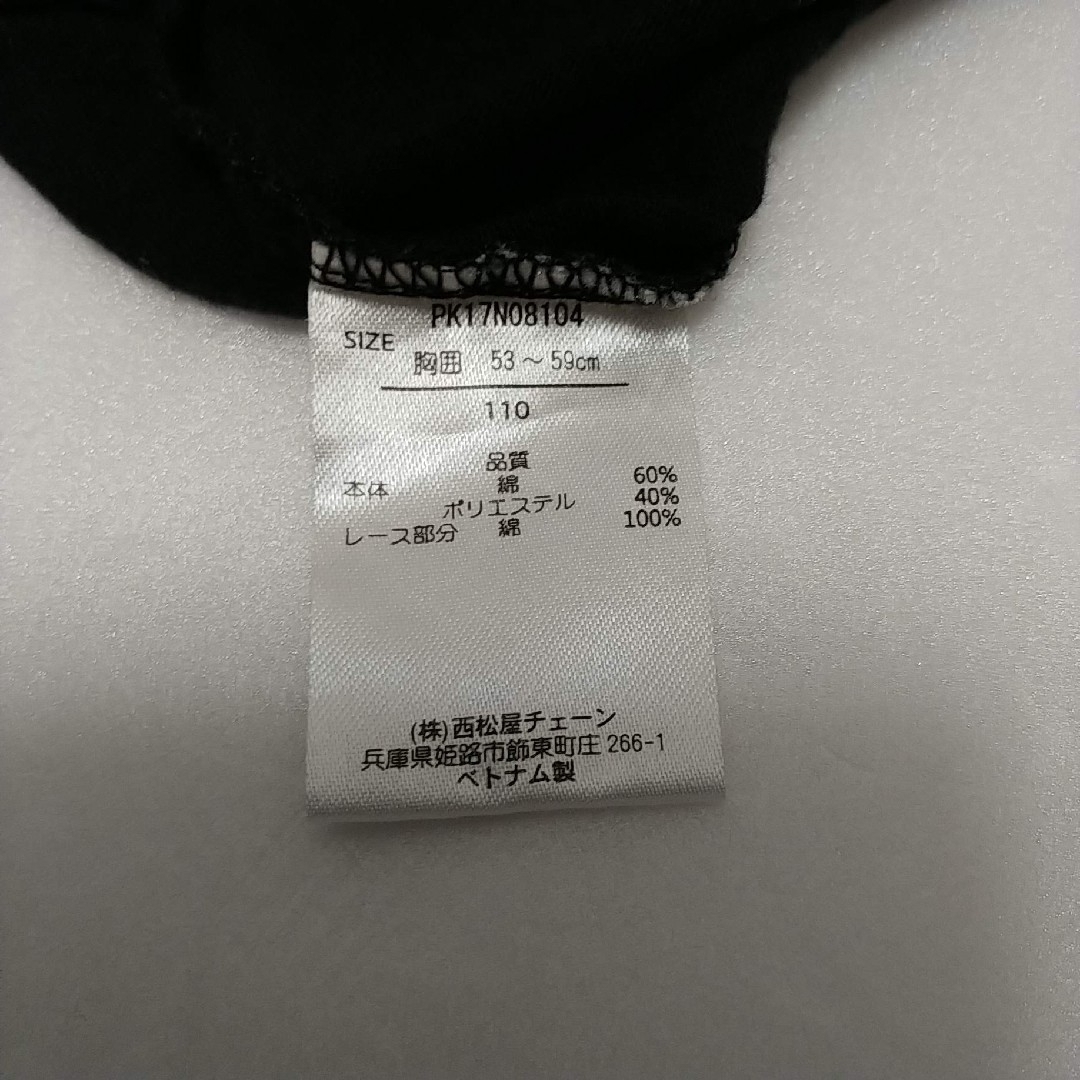 PK17N08104
SIZE
胸囲 53～59cm
110
品質
本体 綿 60%
ポリエステル 40%
レース部分 綿 100%
(株)西松屋チェーン
兵庫県姫路市飾東町庄 266-1
ベトナム製